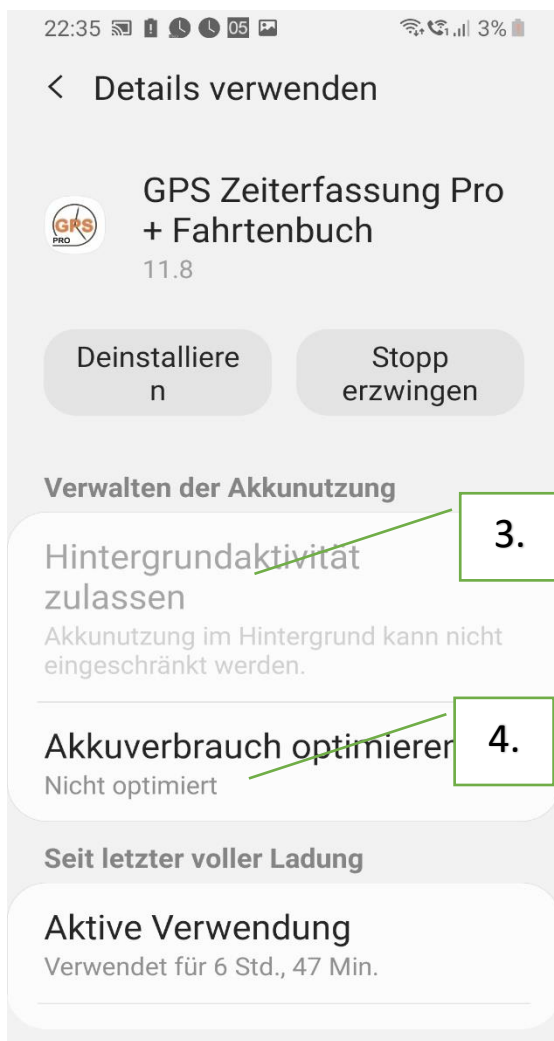 22:35 05 3%
Details verwenden
GPS PRO
GPS Zeiterfassung Pro
+ Fahrtenbuch
11.8
Deinstalliere
n
Stopp
erzwingen
Verwalten der Akkunutzung
3.
Hintergrundaktivität
zulassen
Akkunutzung im Hintergrund kann nicht
eingeschränkt werden.
Akkuverbrauch optimieren
4.
Nicht optimiert
Seit letzter voller Ladung
Aktive Verwendung
Verwendet für 6 Std., 47 Min.